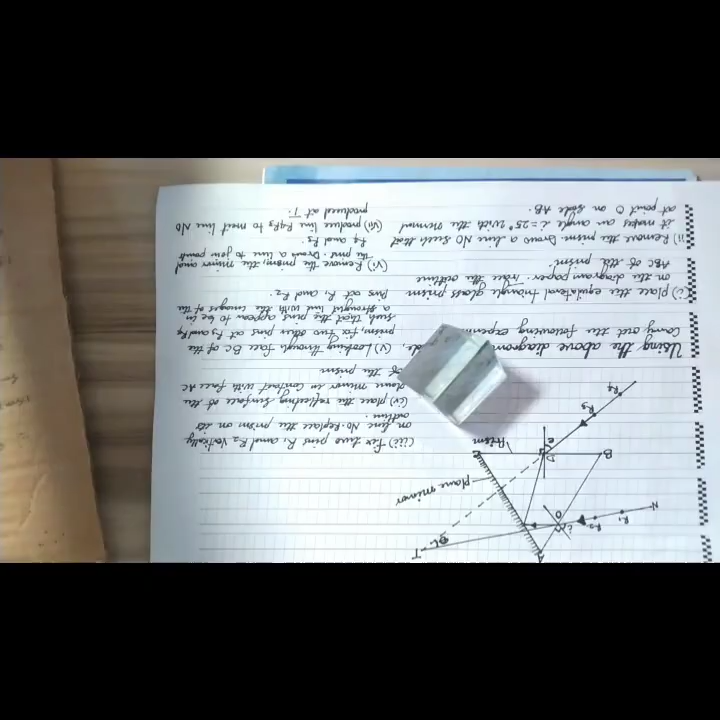 T
N
P₁
P₂
O
i
plane mirror
B
D
e
Prism
P₃
P₄
Using the above diagram de,
Carry out the following experi
(i) Place the equilateral triangle glass prism
on the diagram paper. trace the outline
ABC of the prism.
(ii) Remove the prism. Draw a line NO such that
it makes an angle i = 25° with the normal
at point O on side AB.
(iii) Fix two pins P₁ and P₂ vertically
on line NO. Replace the prism on its
outline.
(iv) place the reflecting surface of the
plane mirror in contact with face AC
of the prism
(v) Looking through face BC of the
prism, fix two other pins at P₃ and P₄
such that the pins appear to be in
a straight line with the images of the
pins at P₁ and P₂.
(vi) Remove the prism, the mirror and
the pins. Draw a line to join points
P₄ and P₃.
(vii) produce line P₄P₃ to meet line NO
produced at T.